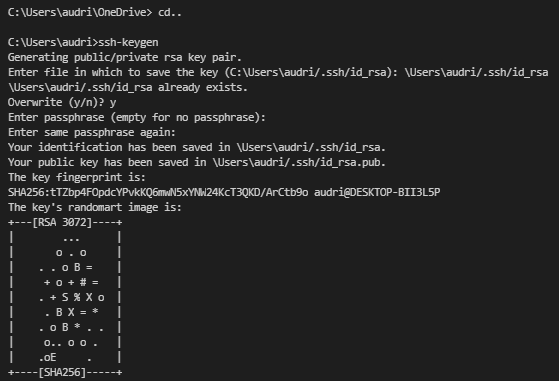 C:\Users\audri\OneDrive> cd..
C:\Users\audri>ssh-keygen
Generating public/private rsa key pair.
Enter file in which to save the key (C:\Users\audri/.ssh/id_rsa): \Users\audri/.ssh/id_rsa
\Users\audri/.ssh/id_rsa already exists.
Overwrite (y/n)? y
Enter passphrase (empty for no passphrase):
Enter same passphrase again:
Your identification has been saved in \Users\audri/.ssh/id_rsa.
Your public key has been saved in \Users\audri/.ssh/id_rsa.pub.
The key fingerprint is:
SHA256:tTZbp4FOpdcYPvkKQ6mwN5xYNW24KcT3QKD/ArCtb9o audri@DESKTOP-BII3L5P
The key's randomart image is:
+---[RSA 3072]----+
|       ...       |
|      o . o      |
|   . . o B =     |
|    + o + # =    |
|   . + S % X o   |
|    . B X = *    |
|   . o B * . .   |
|    o.. o o .    |
|   .oE     .     |
+----[SHA256]-----+